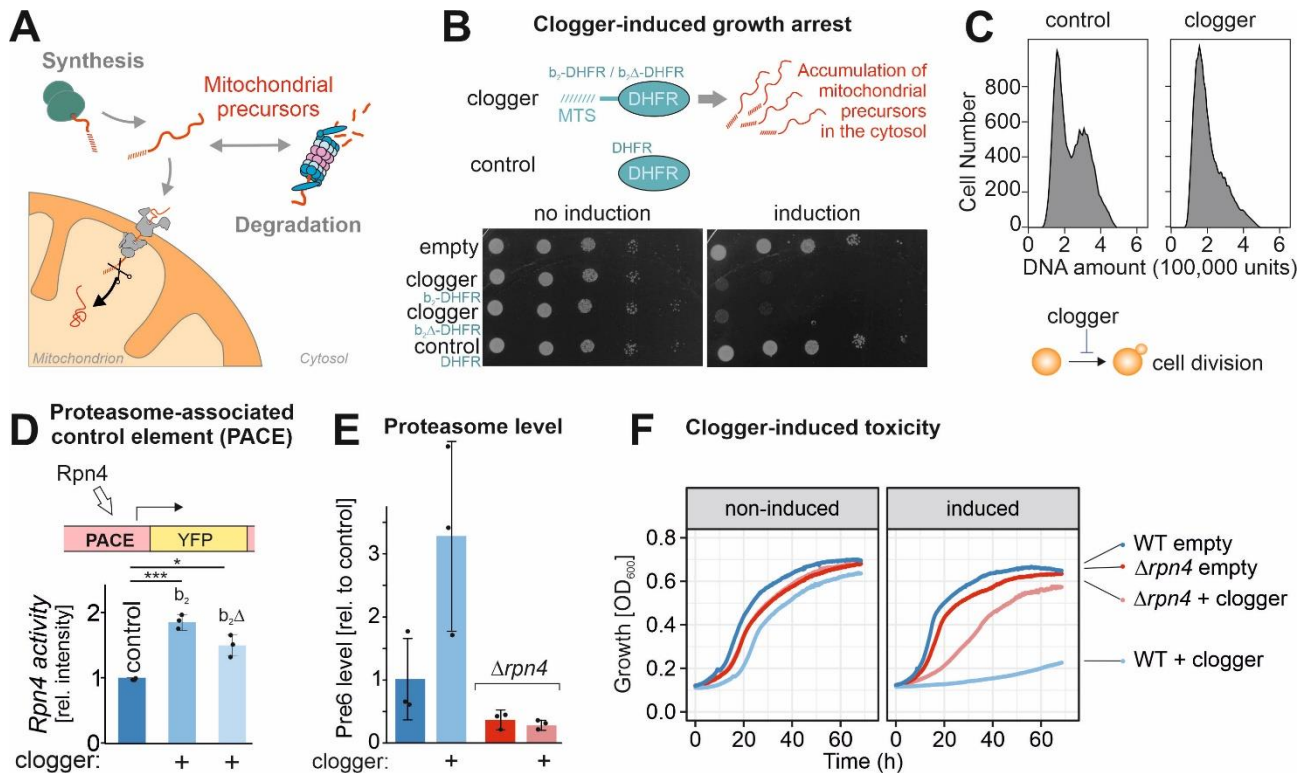 A
Synthesis
Mitochondrial
precursors
Degradation
Mitochondrion
Cytosol
B
Clogger-induced growth arrest
b₂-DHFR / b₂Δ-DHFR
clogger
DHFR
MTS
Accumulation of
mitochondrial
precursors
in the cytosol
DHFR
control
DHFR
no induction
induction
empty
clogger
b₂-DHFR
clogger
b₂Δ-DHFR
control
DHFR
C
control
clogger
Cell Number
1000
800
600
400
200
0
0 2 4 6
0 2 4 6
DNA amount (100,000 units)
clogger
cell division
D
Proteasome-associated
control element (PACE)
Rpn4
PACE
YFP
Rpn4 activity
[rel. intensity]
2
1
0
*
***
control
b₂
b₂Δ
clogger: + +
E
Proteasome level
Pre6 level [rel. to control]
3
2
1
0
Δrpn4
clogger: + +
F
Clogger-induced toxicity
non-induced
induced
Growth [OD₆₀₀]
0.8
0.6
0.4
0.2
0.0
0 20 40 60
0 20 40 60
Time (h)
WT empty
Δrpn4 empty
Δrpn4 + clogger
WT + clogger